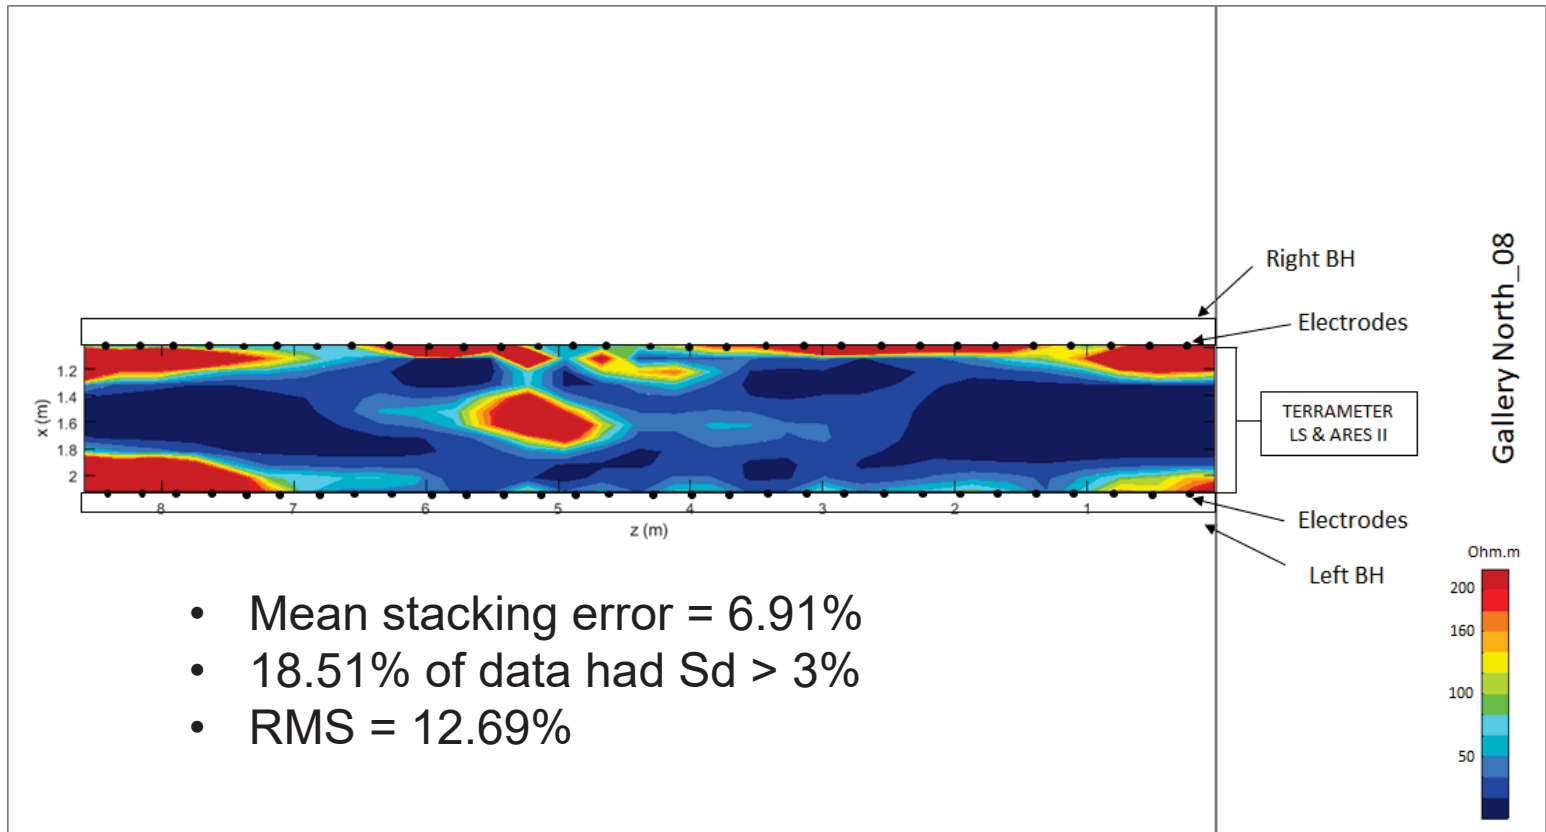 Gallery North_08
Right BH
Electrodes
1.2
1.4
1.6
1.8
2
x (m)
TERRAMETER
LS & ARES II
8
7
6
5
4
3
2
1
z (m)
Electrodes
Left BH
Ohm.m
200
160
100
50
• Mean stacking error = 6.91%
• 18.51% of data had Sd > 3%
• RMS = 12.69%